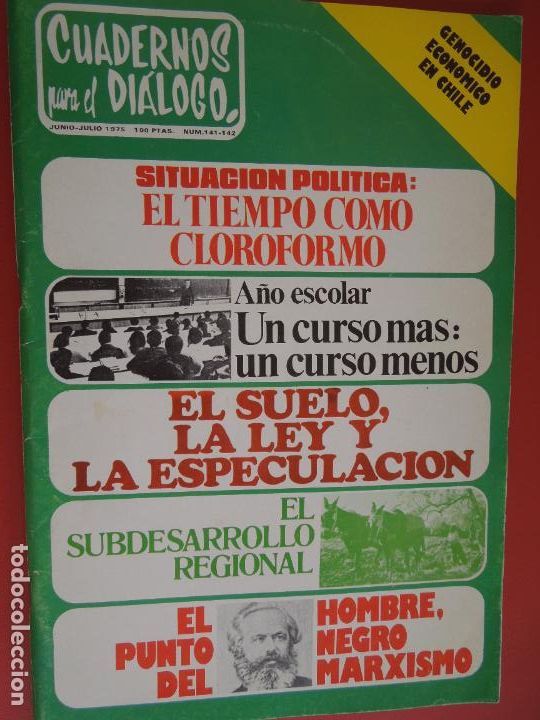 CUADERNOS
para el DIÁLOGO.
JUNIO-JULIO 1975 100 PTAS. NUM. 141-142
GENOCIDIO
ECONOMICO
EN CHILE
SITUACION POLITICA:
EL TIEMPO COMO
CLOROFORMO
Año escolar
Un curso mas:
un curso menos
EL SUELO,
LA LEY Y
LA ESPECULACION
EL
SUBDESARROLLO
REGIONAL
EL HOMBRE,
PUNTO NEGRO
DEL MARXISMO
todocoleccion.net